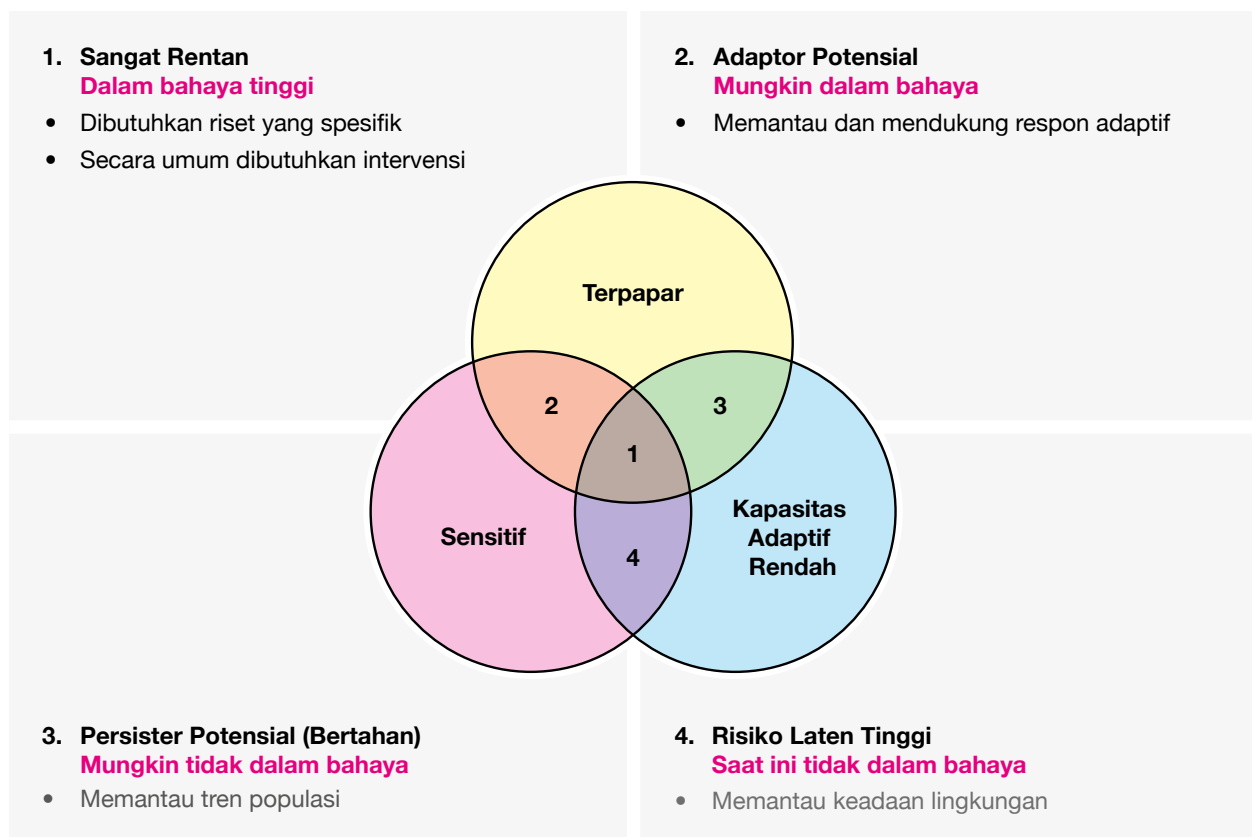 1. Sangat Rentan
Dalam bahaya tinggi
• Dibutuhkan riset yang spesifik
• Secara umum dibutuhkan intervensi
2. Adaptor Potensial
Mungkin dalam bahaya
• Memantau dan mendukung respon adaptif
Terpapar
2
3
1
Sensitif
Kapasitas
Adaptif
Rendah
4
3. Persister Potensial (Bertahan)
Mungkin tidak dalam bahaya
• Memantau tren populasi
4. Risiko Laten Tinggi
Saat ini tidak dalam bahaya
• Memantau keadaan lingkungan